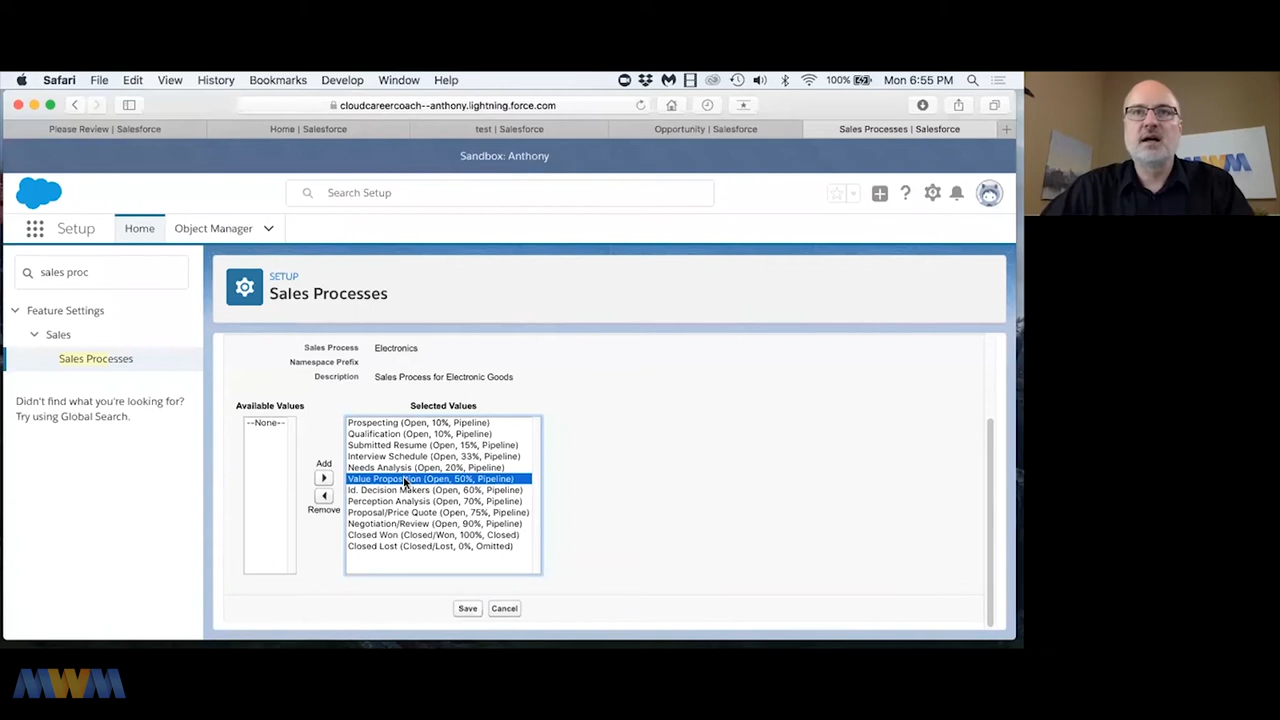 Safari File Edit View History Bookmarks Develop Window Help 100% Mon 6:55 PM
cloudcareercoach--anthony.lightning.force.com
Please Review | Salesforce Home | Salesforce test | Salesforce Opportunity | Salesforce Sales Processes | Salesforce
Sandbox: Anthony
Search Setup
Setup Home Object Manager
sales proc
Feature Settings
Sales
Sales Processes
Didn't find what you're looking for?
Try using Global Search.
SETUP
Sales Processes
Sales Process Electronics
Namespace Prefix
Description Sales Process for Electronic Goods
Available Values Selected Values
--None--
Add
Remove
Prospecting (Open, 10%, Pipeline)
Qualification (Open, 10%, Pipeline)
Submitted Resume (Open, 15%, Pipeline)
Interview Schedule (Open, 33%, Pipeline)
Needs Analysis (Open, 20%, Pipeline)
Value Proposition (Open, 50%, Pipeline)
Id. Decision Makers (Open, 60%, Pipeline)
Perception Analysis (Open, 70%, Pipeline)
Proposal/Price Quote (Open, 75%, Pipeline)
Negotiation/Review (Open, 90%, Pipeline)
Closed Won (Closed/Won, 100%, Closed)
Closed Lost (Closed/Lost, 0%, Omitted)
Save Cancel
MWM
MWM